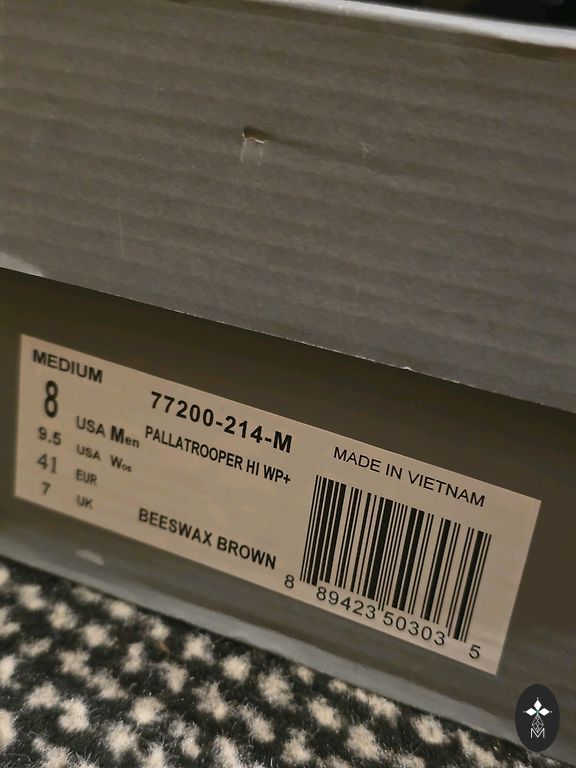 MEDIUM
8 USA Men
9.5 USA Wos
41 EUR
7 UK
77200-214-M
PALLATROOPER HI WP+
BEESWAX BROWN
MADE IN VIETNAM
8 89423 50303 5
M